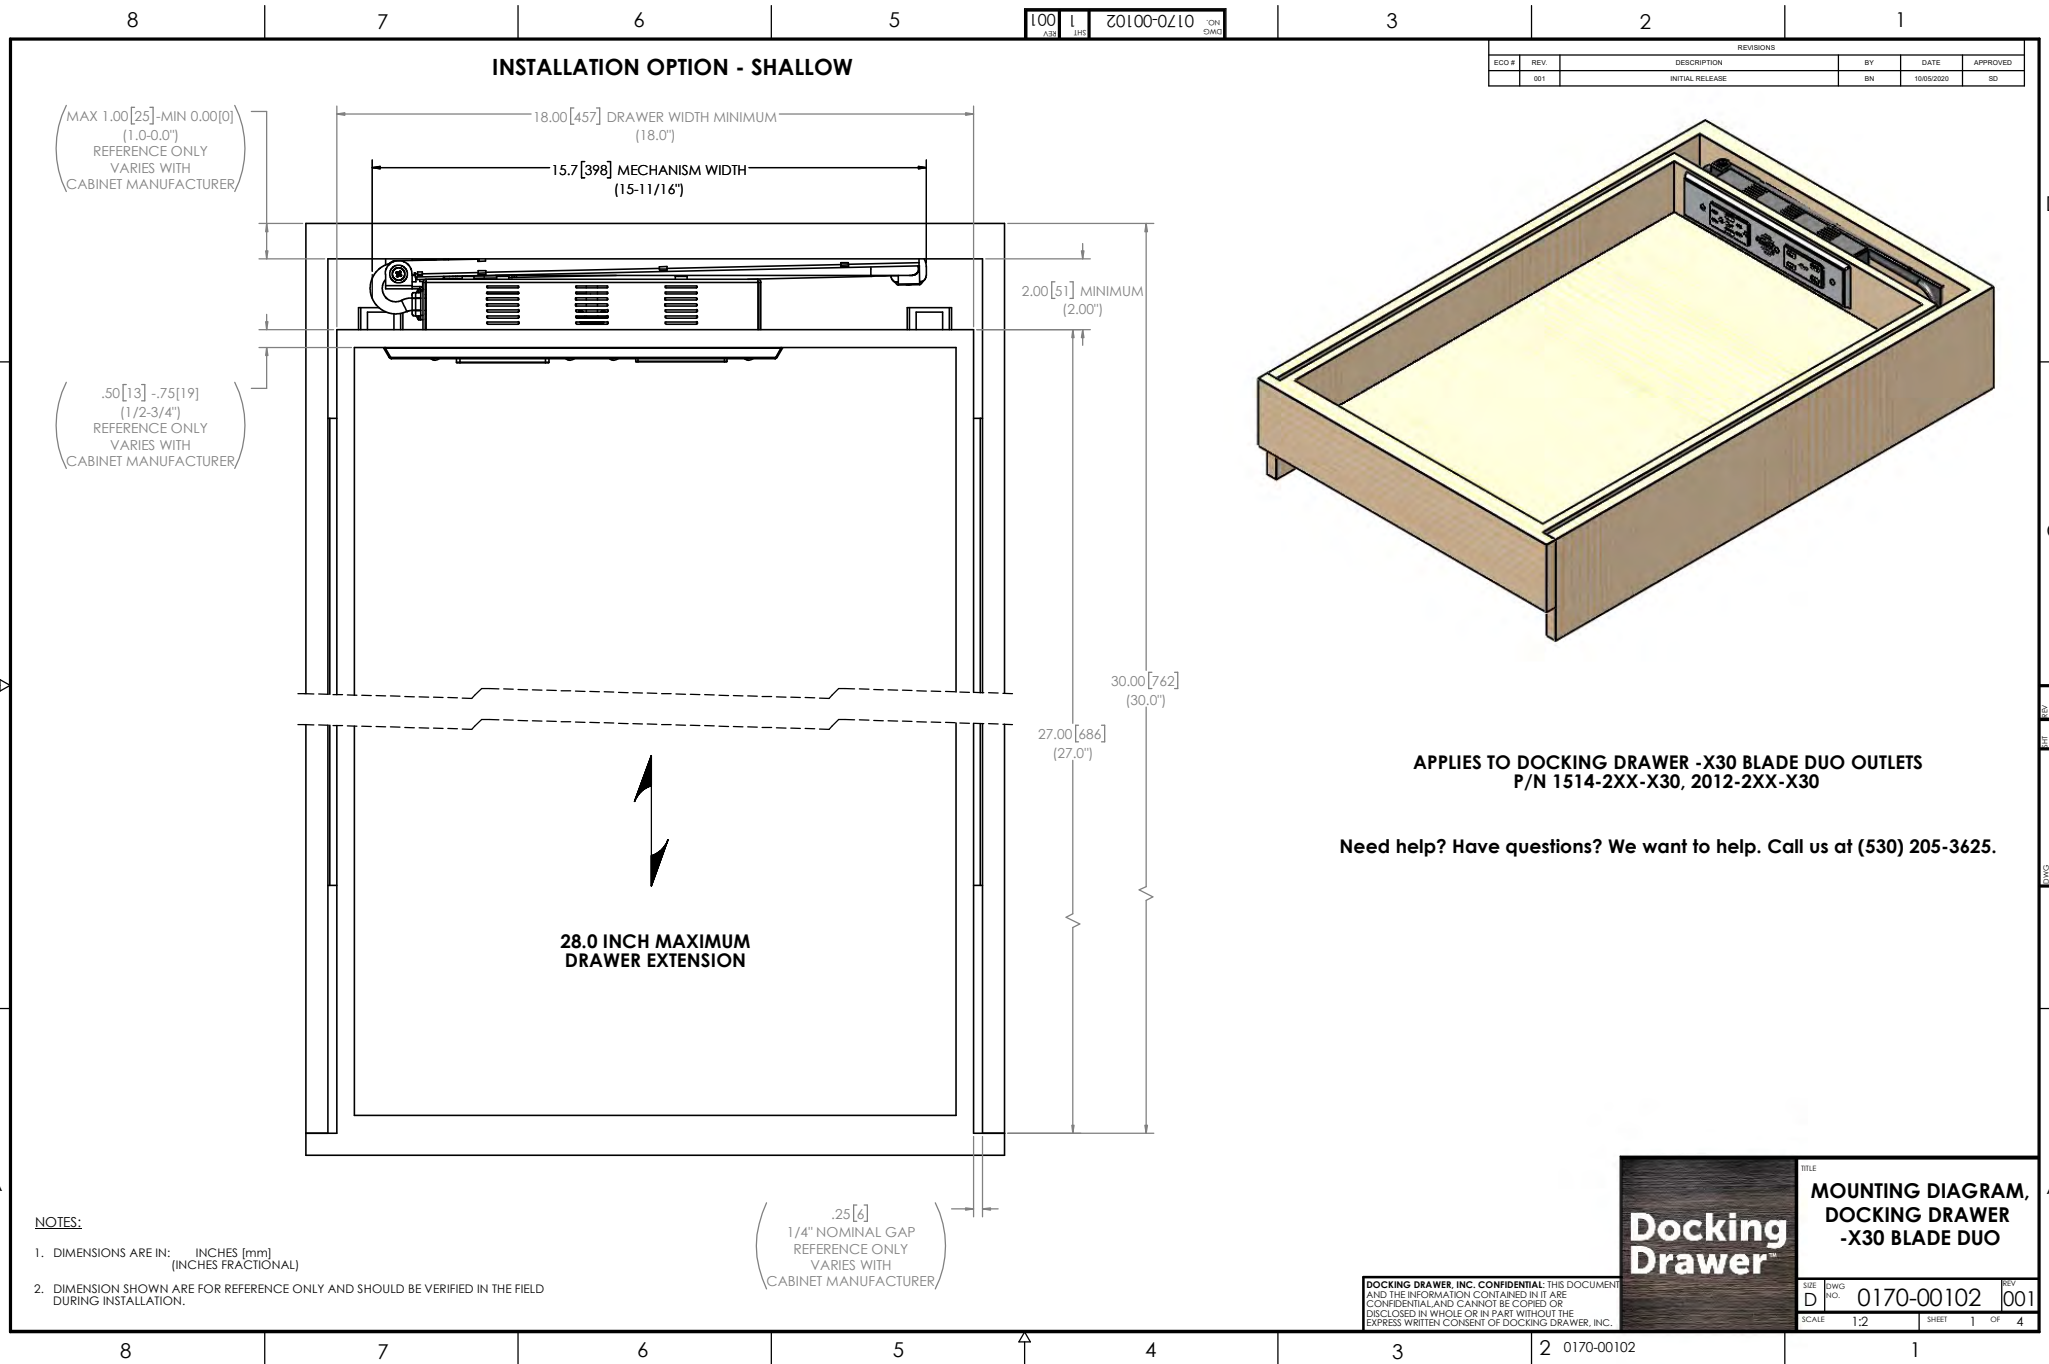 8 7 6 5 3 2 1
DWG NO. 0170-00102 SHT 1 REV 001
INSTALLATION OPTION - SHALLOW
REVISIONS
ECO # REV. DESCRIPTION BY DATE APPROVED
001 INITIAL RELEASE BN 10/05/2020 SD
MAX 1.00[25]-MIN 0.00[0]
(1.0-0.0")
REFERENCE ONLY
VARIES WITH
CABINET MANUFACTURER
18.00[457] DRAWER WIDTH MINIMUM
(18.0")
15.7[398] MECHANISM WIDTH
(15-11/16")
2.00[51] MINIMUM
(2.00")
.50[13] -.75[19]
(1/2-3/4")
REFERENCE ONLY
VARIES WITH
CABINET MANUFACTURER
30.00[762]
(30.0")
27.00[686]
(27.0")
28.0 INCH MAXIMUM
DRAWER EXTENSION
APPLIES TO DOCKING DRAWER -X30 BLADE DUO OUTLETS
P/N 1514-2XX-X30, 2012-2XX-X30
Need help? Have questions? We want to help. Call us at (530) 205-3625.
REV
SHT
DWG
.25[6]
1/4" NOMINAL GAP
REFERENCE ONLY
VARIES WITH
CABINET MANUFACTURER
NOTES:
1. DIMENSIONS ARE IN: INCHES [mm]
(INCHES FRACTIONAL)
2. DIMENSION SHOWN ARE FOR REFERENCE ONLY AND SHOULD BE VERIFIED IN THE FIELD
DURING INSTALLATION.
DOCKING DRAWER, INC. CONFIDENTIAL: THIS DOCUMENT
AND THE INFORMATION CONTAINED IN IT ARE
CONFIDENTIAL,AND CANNOT BE COPIED OR
DISCLOSED IN WHOLE OR IN PART WITHOUT THE
EXPRESS WRITTEN CONSENT OF DOCKING DRAWER, INC.
Docking
Drawer™
TITLE
MOUNTING DIAGRAM,
DOCKING DRAWER
-X30 BLADE DUO
SIZE D DWG NO. 0170-00102 REV 001
SCALE 1:2 SHEET 1 OF 4
8 7 6 5 4 3 2 0170-00102 1